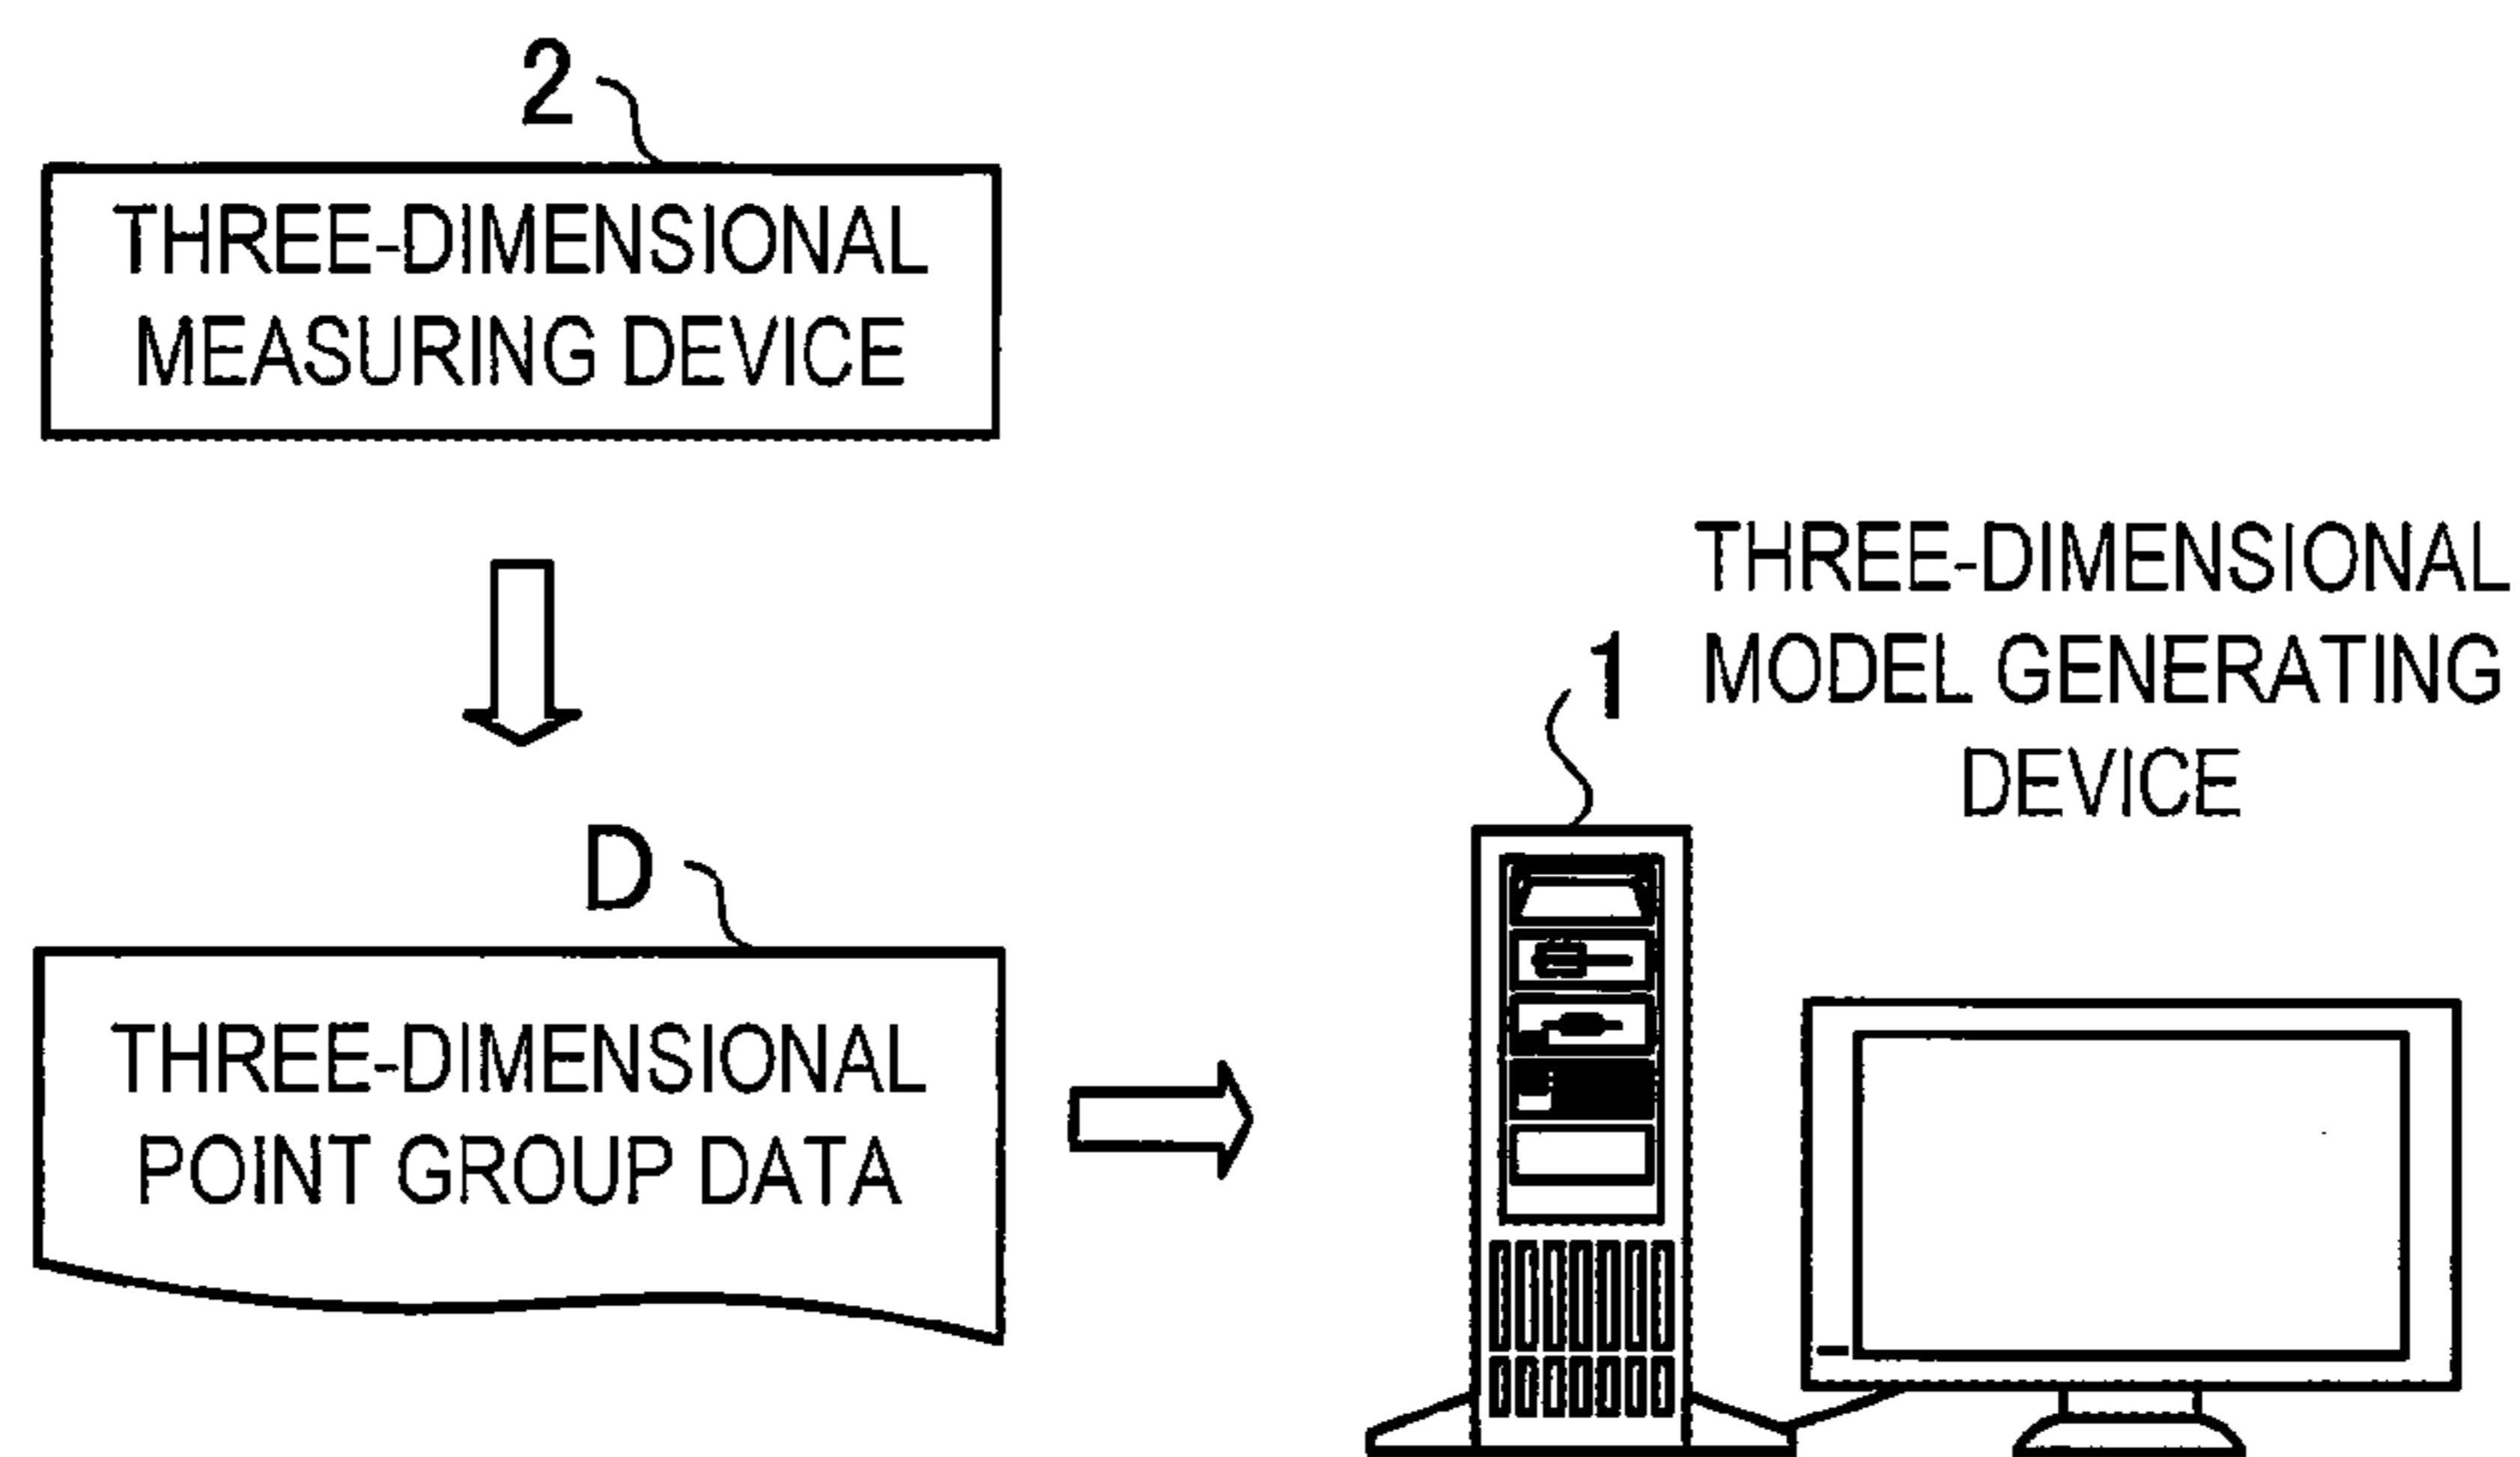 2
THREE-DIMENSIONAL
MEASURING DEVICE
D
THREE-DIMENSIONAL
POINT GROUP DATA
1
THREE-DIMENSIONAL
MODEL GENERATING
DEVICE